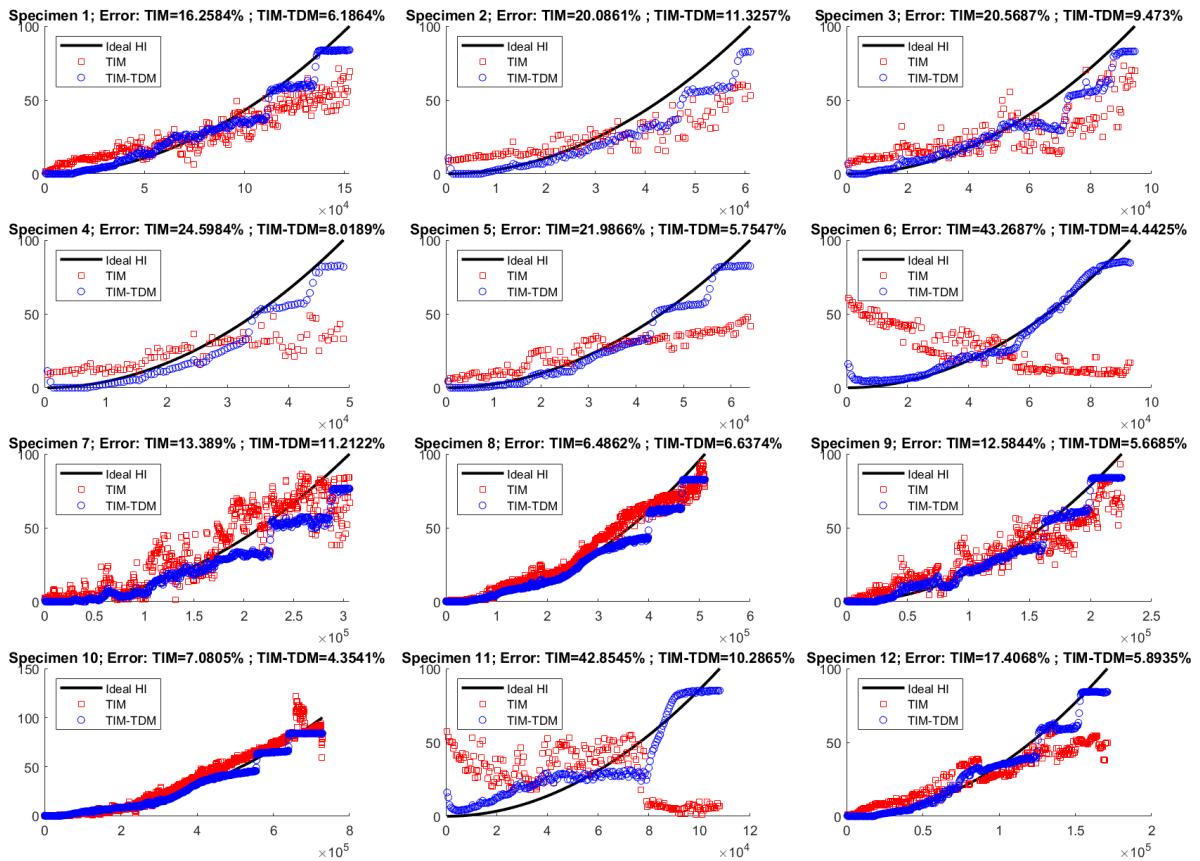 Specimen 1; Error: TIM=16.2584% ; TIM-TDM=6.1864%
100
50
0
Ideal HI
TIM
TIM-TDM
0 5 10 15
×10^4
Specimen 2; Error: TIM=20.0861% ; TIM-TDM=11.3257%
100
50
0
Ideal HI
TIM
TIM-TDM
0 1 2 3 4 5 6
×10^4
Specimen 3; Error: TIM=20.5687% ; TIM-TDM=9.473%
100
50
0
Ideal HI
TIM
TIM-TDM
0 2 4 6 8 10
×10^4
Specimen 4; Error: TIM=24.5984% ; TIM-TDM=8.0189%
100
50
0
Ideal HI
TIM
TIM-TDM
0 1 2 3 4 5
×10^4
Specimen 5; Error: TIM=21.9866% ; TIM-TDM=5.7547%
100
50
0
Ideal HI
TIM
TIM-TDM
0 1 2 3 4 5 6
×10^4
Specimen 6; Error: TIM=43.2687% ; TIM-TDM=4.4425%
100
50
0
Ideal HI
TIM
TIM-TDM
0 2 4 6 8 10
×10^4
Specimen 7; Error: TIM=13.389% ; TIM-TDM=11.2122%
100
50
0
Ideal HI
TIM
TIM-TDM
0 0.5 1 1.5 2 2.5 3
×10^5
Specimen 8; Error: TIM=6.4862% ; TIM-TDM=6.6374%
100
50
0
Ideal HI
TIM
TIM-TDM
0 1 2 3 4 5 6
×10^5
Specimen 9; Error: TIM=12.5844% ; TIM-TDM=5.6685%
100
50
0
Ideal HI
TIM
TIM-TDM
0 0.5 1 1.5 2 2.5
×10^5
Specimen 10; Error: TIM=7.0805% ; TIM-TDM=4.3541%
150
100
50
0
Ideal HI
TIM
TIM-TDM
0 2 4 6 8
×10^5
Specimen 11; Error: TIM=42.8545% ; TIM-TDM=10.2865%
100
50
0
Ideal HI
TIM
TIM-TDM
0 2 4 6 8 10 12
×10^4
Specimen 12; Error: TIM=17.4068% ; TIM-TDM=5.8935%
100
50
0
Ideal HI
TIM
TIM-TDM
0 0.5 1 1.5 2
×10^5